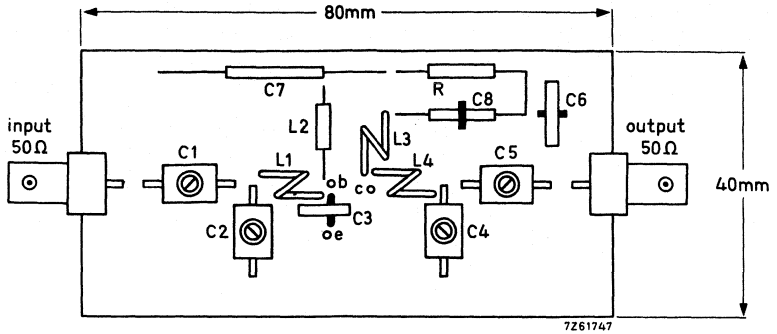 80mm
C7
R
C8
C6
input
50Ω
L2
L3
output
50Ω
C1
L1
L4
C5
40mm
b
c
C2
C3
C4
e
7Z61747